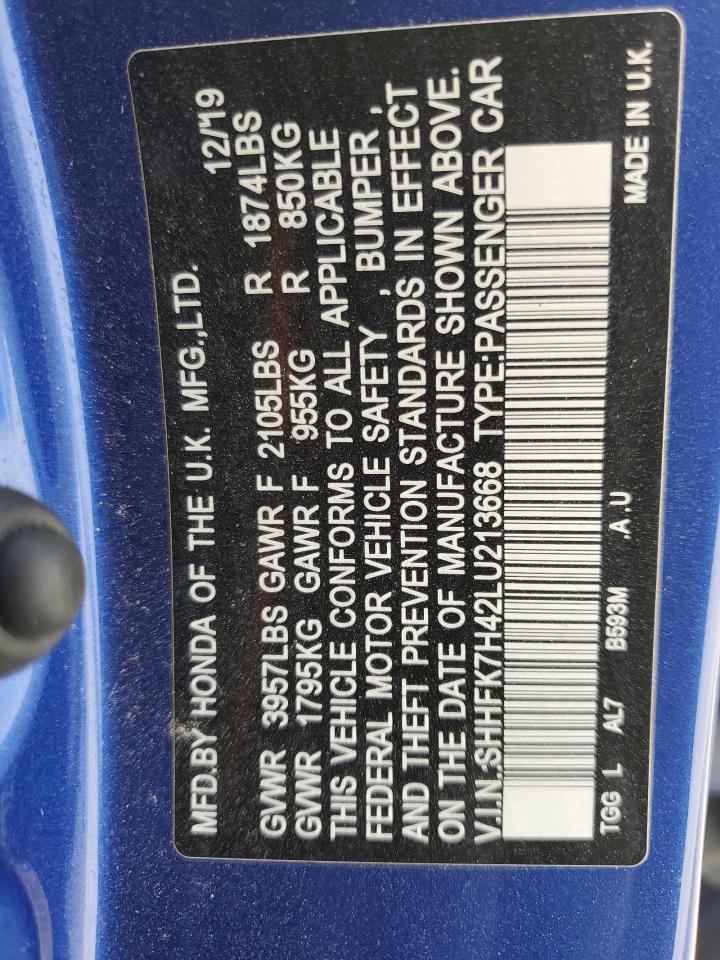 MFD.BY HONDA OF THE U.K. MFG.,LTD. 12/19
GVWR 3957LBS GAWR F 2105LBS R 1874LBS
GVWR 1795KG GAWR F 955KG R 850KG
THIS VEHICLE CONFORMS TO ALL APPLICABLE
FEDERAL MOTOR VEHICLE SAFETY , BUMPER ,
AND THEFT PREVENTION STANDARDS IN EFFECT
ON THE DATE OF MANUFACTURE SHOWN ABOVE.
V.I.N.:SHHFK7H42LU213668 TYPE:PASSENGER CAR
TGG L AL7 B593M .A .U MADE IN U.K.